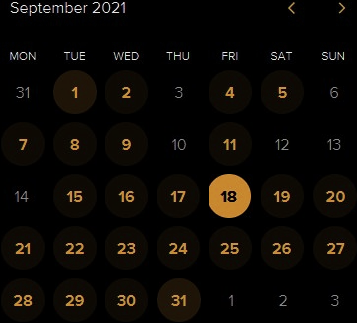 September 2021
MON TUE WED THU FRI SAT SUN
31 1 2 3 4 5 6
7 8 9 10 11 12 13
14 15 16 17 18 19 20
21 22 23 24 25 26 27
28 29 30 31 1 2 3